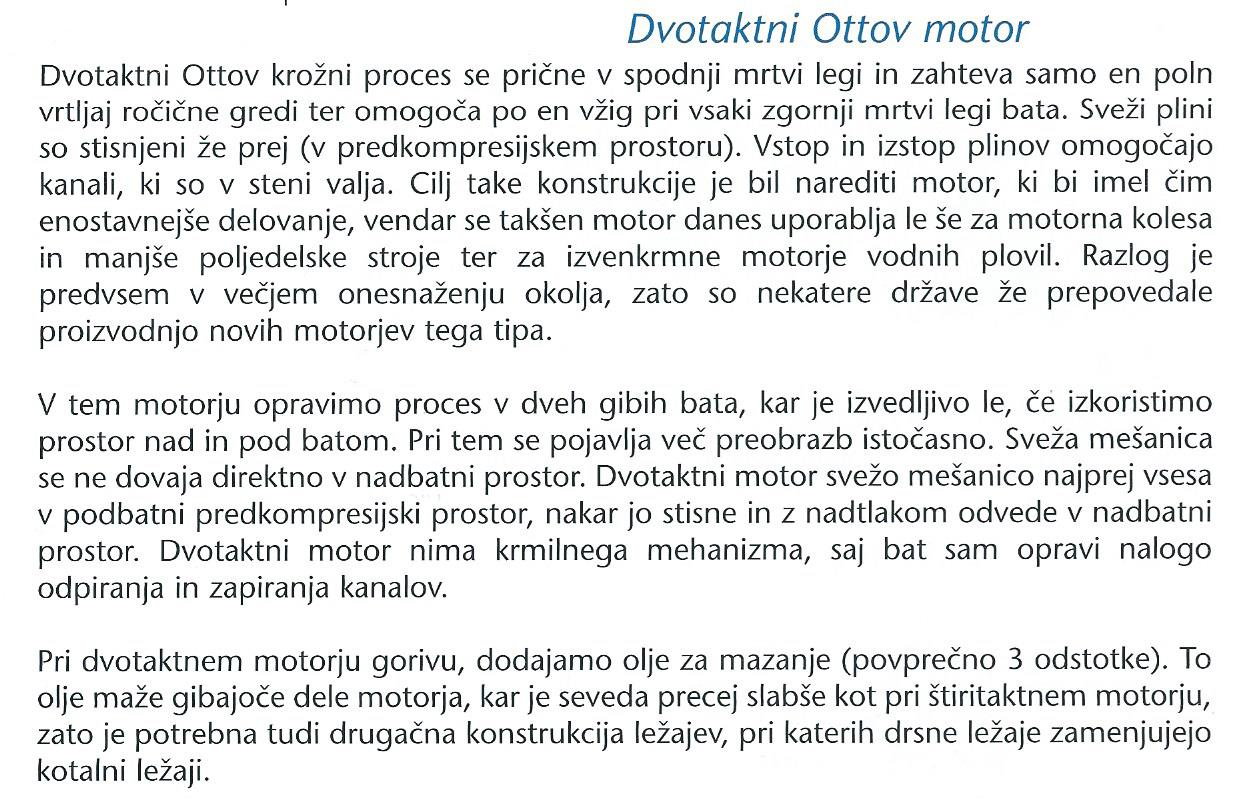 Dvotaktni Ottov motor
Dvotaktni Ottov krožni proces se prične v spodnji mrtvi legi in zahteva samo en poln
vrtljaj ročične gredi ter omogoča po en vžig pri vsaki zgornji mrtvi legi bata. Sveži plini
so stisnjeni že prej (v predkompresijskem prostoru). Vstop in izstop plinov omogočajo
kanali, ki so v steni valja. Cilj take konstrukcije je bil narediti motor, ki bi imel čim
enostavnejše delovanje, vendar se takšen motor danes uporablja le še za motorna kolesa
in manjše poljedelske stroje ter za izvenkrmne motorje vodnih plovil. Razlog je
predvsem v večjem onesnaženju okolja, zato so nekatere države že prepovedale
proizvodnjo novih motorjev tega tipa.
V tem motorju opravimo proces v dveh gibih bata, kar je izvedljivo le, če izkoristimo
prostor nad in pod batom. Pri tem se pojavlja več preobrazb istočasno. Sveža mešanica
se ne dovaja direktno v nadbatni prostor. Dvotaktni motor svežo mešanico najprej vsesa
v podbatni predkompresijski prostor, nakar jo stisne in z nadtlakom odvede v nadbatni
prostor. Dvotaktni motor nima krmilnega mehanizma, saj bat sam opravi nalogo
odpiranja in zapiranja kanalov.
Pri dvotaktnem motorju gorivu, dodajamo olje za mazanje (povprečno 3 odstotke). To
olje maže gibajoče dele motorja, kar je seveda precej slabše kot pri štiritaktnem motorju,
zato je potrebna tudi drugačna konstrukcija ležajev, pri katerih drsne ležaje zamenjujejo
kotalni ležaji.